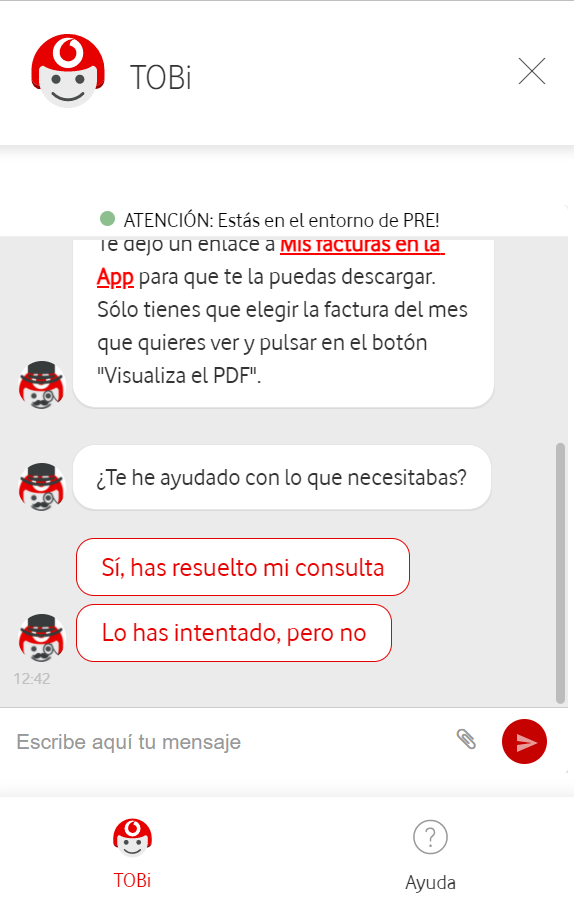 TOBi
ATENCIÓN: Estás en el entorno de PRE!
Te dejo un enlace a Mis facturas en la
App para que te la puedas descargar.
Sólo tienes que elegir la factura del mes
que quieres ver y pulsar en el botón
"Visualiza el PDF".
¿Te he ayudado con lo que necesitabas?
Sí, has resuelto mi consulta
Lo has intentado, pero no
12:42
Escribe aquí tu mensaje
TOBi
Ayuda